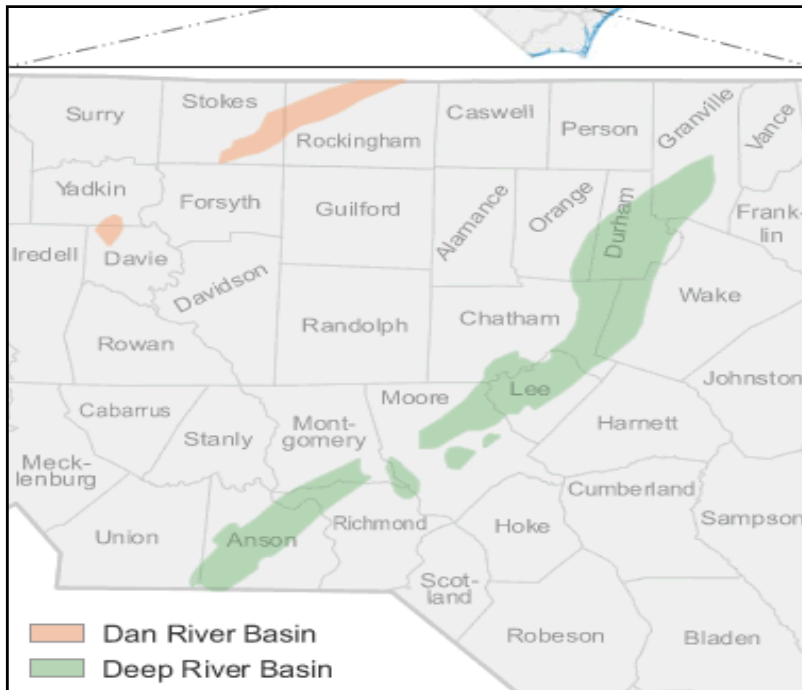 Surry
Stokes
Rockingham
Caswell
Person
Granville
Vance
Yadkin
Forsyth
Guilford
Alamance
Orange
Durham
Frank-
lin
Iredell
Davie
Davidson
Randolph
Chatham
Wake
Rowan
Johnston
Cabarrus
Stanly
Mont-
gomery
Moore
Lee
Harnett
Meck-
lenburg
Union
Anson
Richmond
Hoke
Cumberland
Sampson
Scot-
land
Robeson
Bladen
Dan River Basin
Deep River Basin